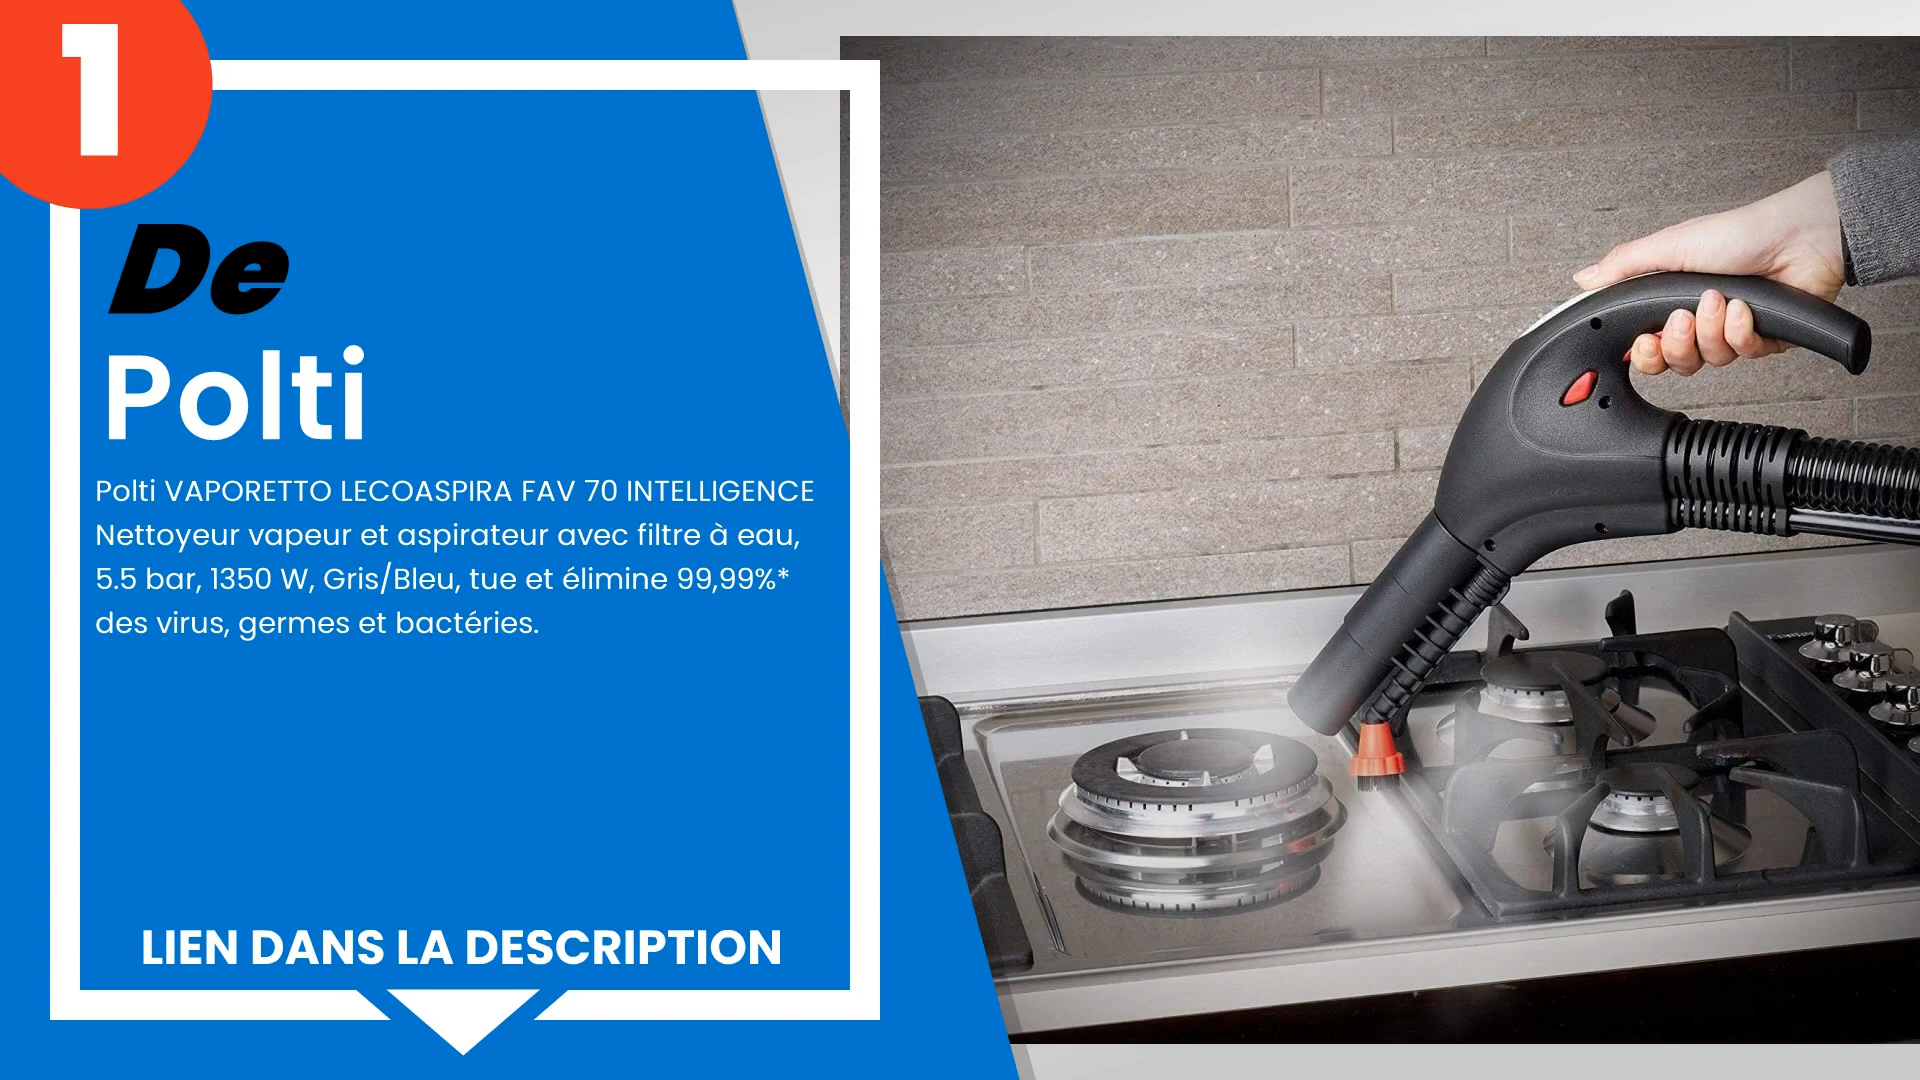 1
De
Polti
Polti VAPORETTO LECOASPIRA FAV 70 INTELLIGENCE
Nettoyeur vapeur et aspirateur avec filtre à eau,
5.5 bar, 1350 W, Gris/Bleu, tue et élimine 99,99%*
des virus, germes et bactéries.
LIEN DANS LA DESCRIPTION